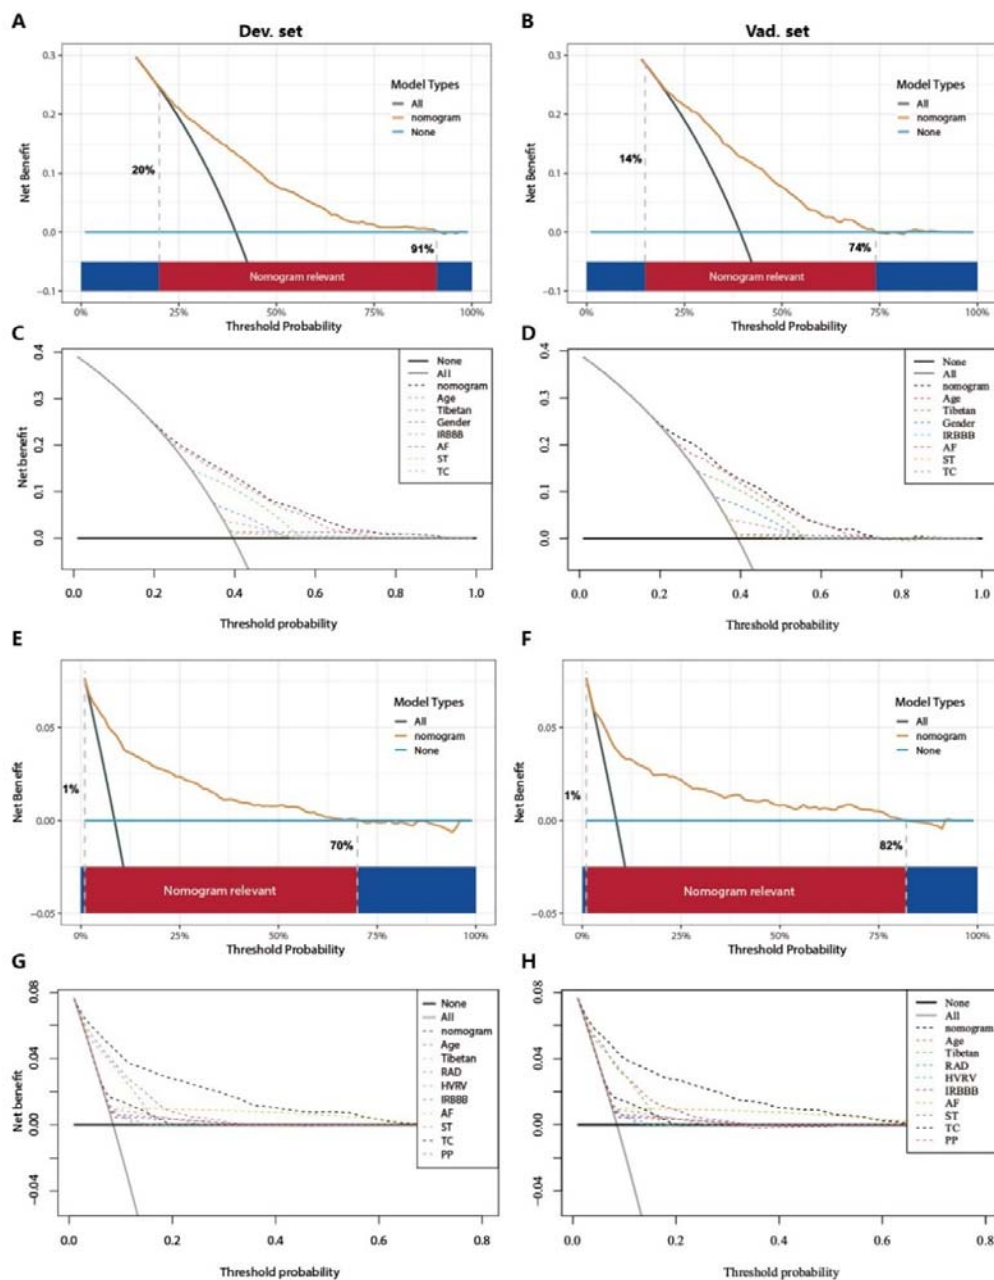 A
Dev. set
0.3
0.2
0.1
0.0
−0.1
Net Benefit
Model Types
All
nomogram
None
20%
91%
Nomogram relevant
0%
25%
50%
75%
100%
Threshold Probability
B
Vad. set
0.3
0.2
0.1
0.0
−0.1
Net Benefit
Model Types
All
nomogram
None
14%
74%
Nomogram relevant
0%
25%
50%
75%
100%
Threshold Probability
C
0.4
0.3
0.2
0.1
0.0
Net benefit
None
All
nomogram
Age
Tibetan
Gender
IRBBB
AF
ST
TC
0.0
0.2
0.4
0.6
0.8
1.0
Threshold probability
D
0.4
0.3
0.2
0.1
0.0
Net benefit
None
All
nomogram
Age
Tibetan
Gender
IRBBB
AF
ST
TC
0.0
0.2
0.4
0.6
0.8
1.0
Threshold probability
E
0.05
0.00
−0.05
Net Benefit
Model Types
All
nomogram
None
1%
70%
Nomogram relevant
0%
25%
50%
75%
100%
Threshold Probability
F
0.05
0.00
−0.05
Net Benefit
Model Types
All
nomogram
None
1%
82%
Nomogram relevant
0%
25%
50%
75%
100%
Threshold Probability
G
0.08
0.04
0.00
−0.04
Net benefit
None
All
nomogram
Age
Tibetan
RAD
HVRV
IRBBB
AF
ST
TC
PP
0.0
0.2
0.4
0.6
0.8
Threshold probability
H
0.08
0.04
0.00
−0.04
Net benefit
None
All
nomogram
Age
Tibetan
RAD
HVRV
IRBBB
AF
ST
TC
PP
0.0
0.2
0.4
0.6
0.8
Threshold probability